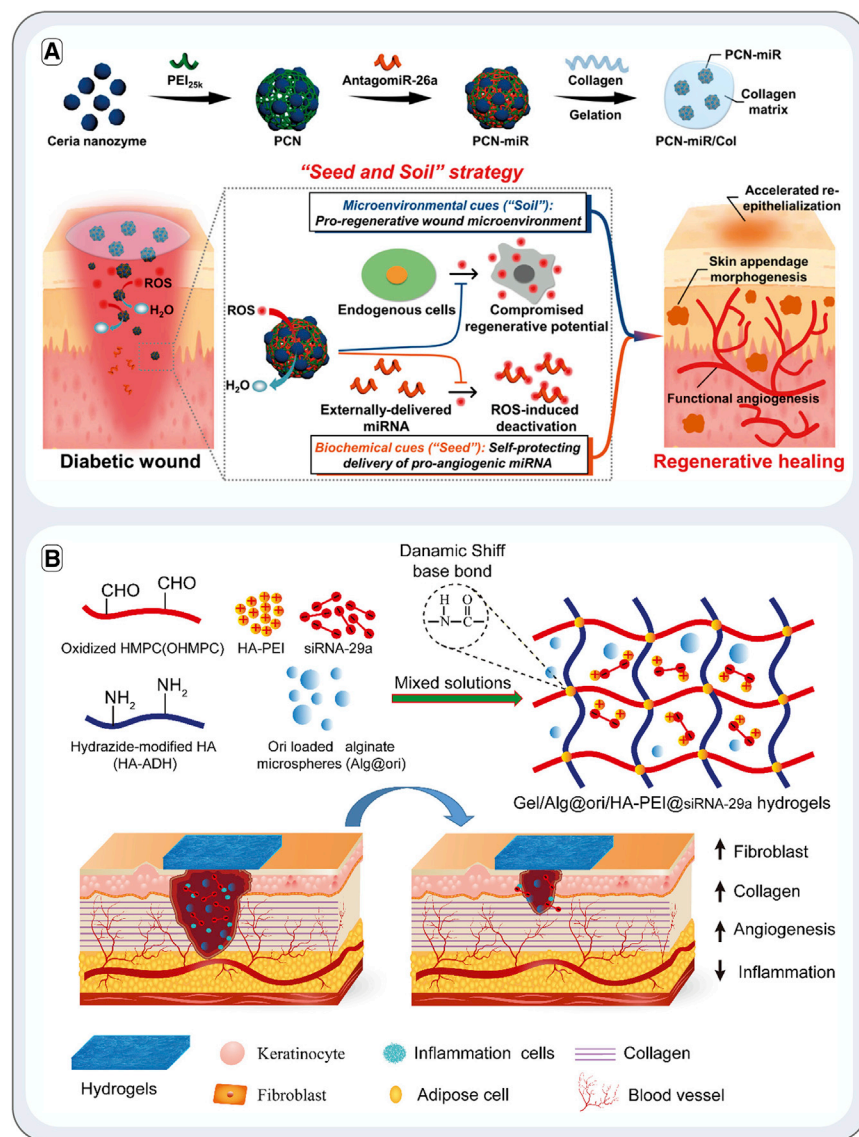 A
PEI25k
AntagomiR-26a
Collagen
Gelation
PCN-miR
Collagen
matrix
Ceria nanozyme
PCN
PCN-miR
PCN-miR/Col
"Seed and Soil" strategy
Microenvironmental cues ("Soil"):
Pro-regenerative wound microenvironment
Accelerated re-
epithelialization
Skin appendage
morphogenesis
ROS
H2O
ROS
H2O
Endogenous cells
Compromised
regenerative potential
Externally-delivered
miRNA
ROS-induced
deactivation
Functional angiogenesis
Biochemical cues ("Seed"): Self-protecting
delivery of pro-angiogenic miRNA
Diabetic wound
Regenerative healing
B
CHO
CHO
Oxidized HMPC(OHMPC)
HA-PEI
siRNA-29a
NH2
NH2
Hydrazide-modified HA
(HA-ADH)
Ori loaded alginate
microspheres (Alg@ori)
Danamic Shiff
base bond
H
O
N
C
Mixed solutions
Gel/Alg@ori/HA-PEI@siRNA-29a hydrogels
Fibroblast
Collagen
Angiogenesis
Inflammation
Hydrogels
Keratinocyte
Inflammation cells
Collagen
Fibroblast
Adipose cell
Blood vessel